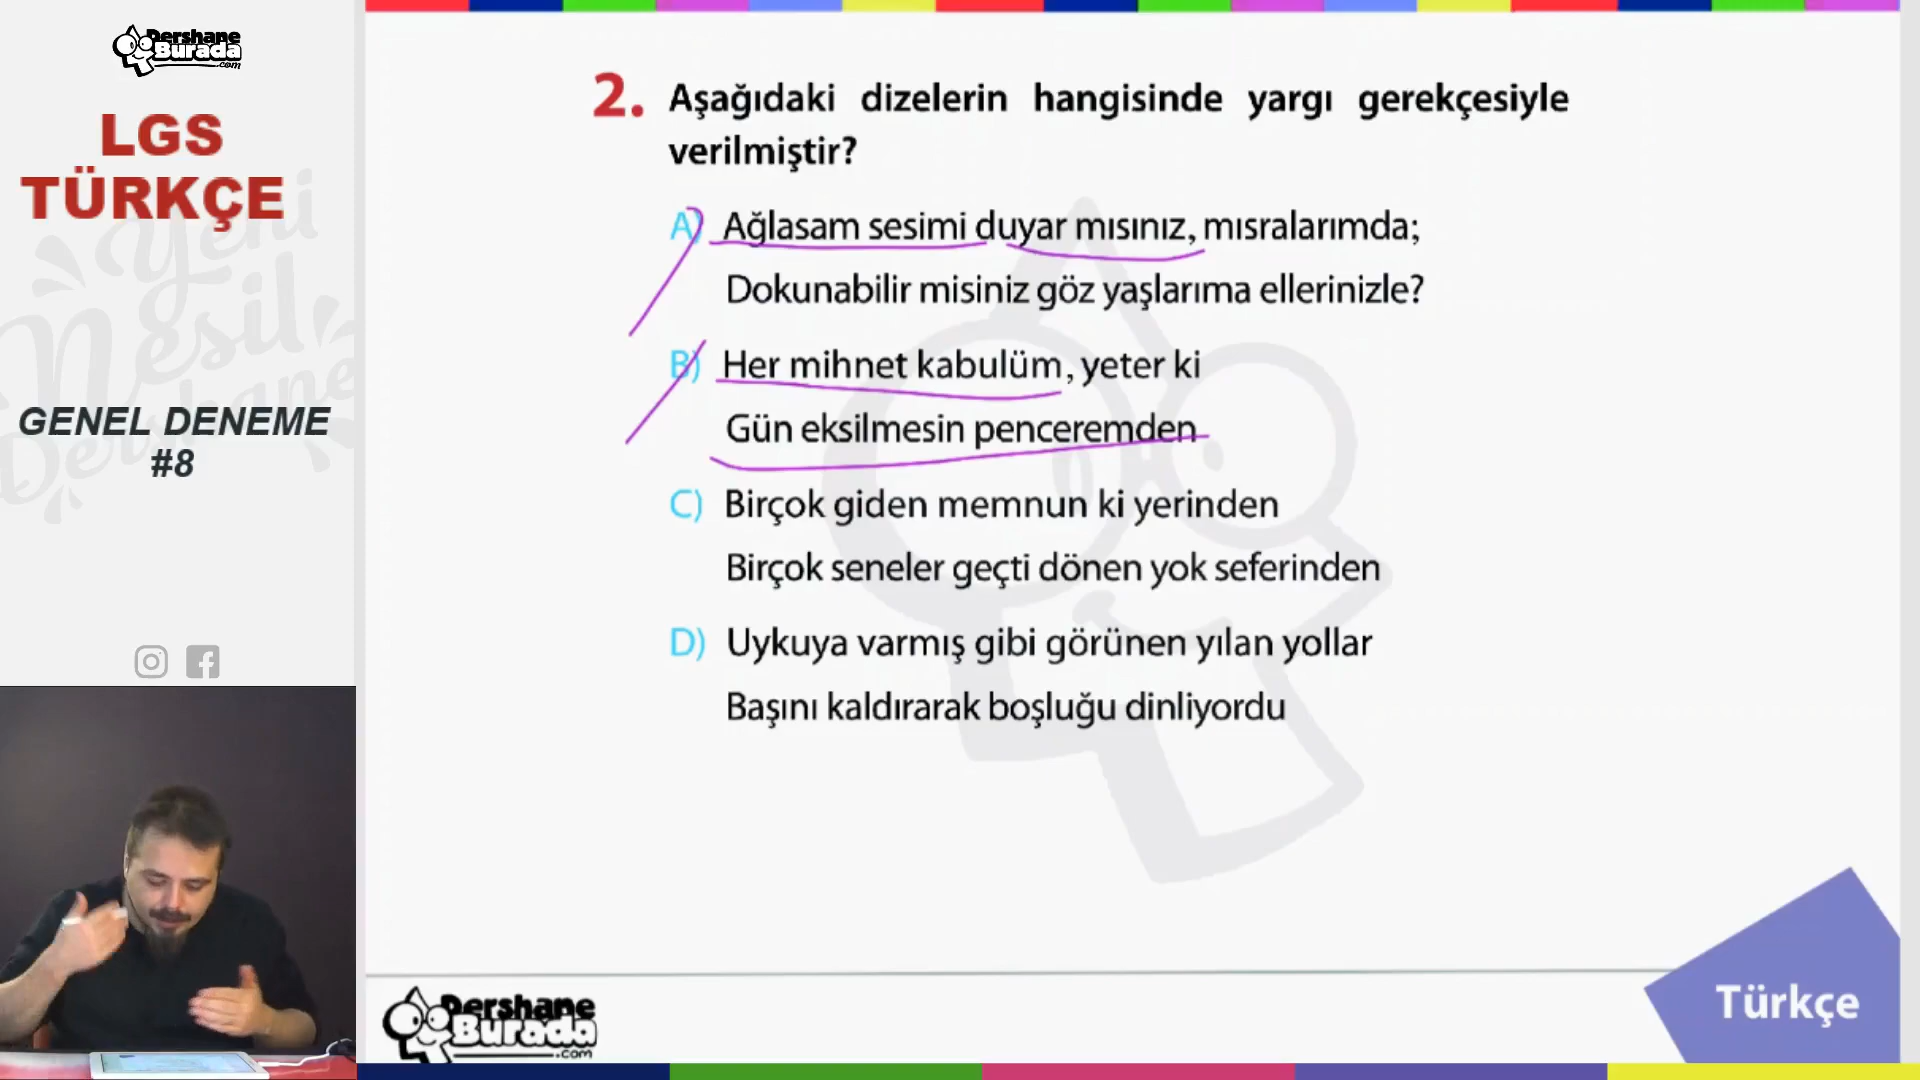 Dershane
Burada
.com
LGS
TÜRKÇE
Yeni
Nesil
Dershane
GENEL DENEME
#8
2. Aşağıdaki dizelerin hangisinde yargı gerekçesiyle
verilmiştir?
A) Ağlasam sesimi duyar mısınız, mısralarımda;
Dokunabilir misiniz göz yaşlarıma ellerinizle?
B) Her mihnet kabulüm, yeter ki
Gün eksilmesin penceremden
C) Birçok giden memnun ki yerinden
Birçok seneler geçti dönen yok seferinden
D) Uykuya varmış gibi görünen yılan yollar
Başını kaldırarak boşluğu dinliyordu
Dershane
Burada
.com
Türkçe